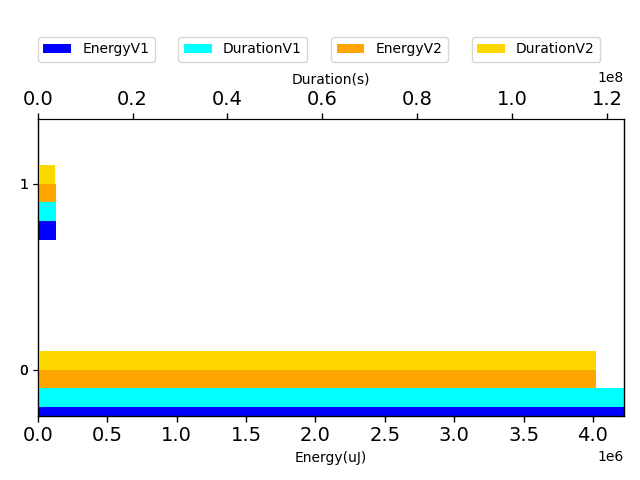 EnergyV1 DurationV1 EnergyV2 DurationV2
Duration(s)
1e8
0.0 0.2 0.4 0.6 0.8 1.0 1.2
1
0
0.0 0.5 1.0 1.5 2.0 2.5 3.0 3.5 4.0
Energy(uJ)
1e6